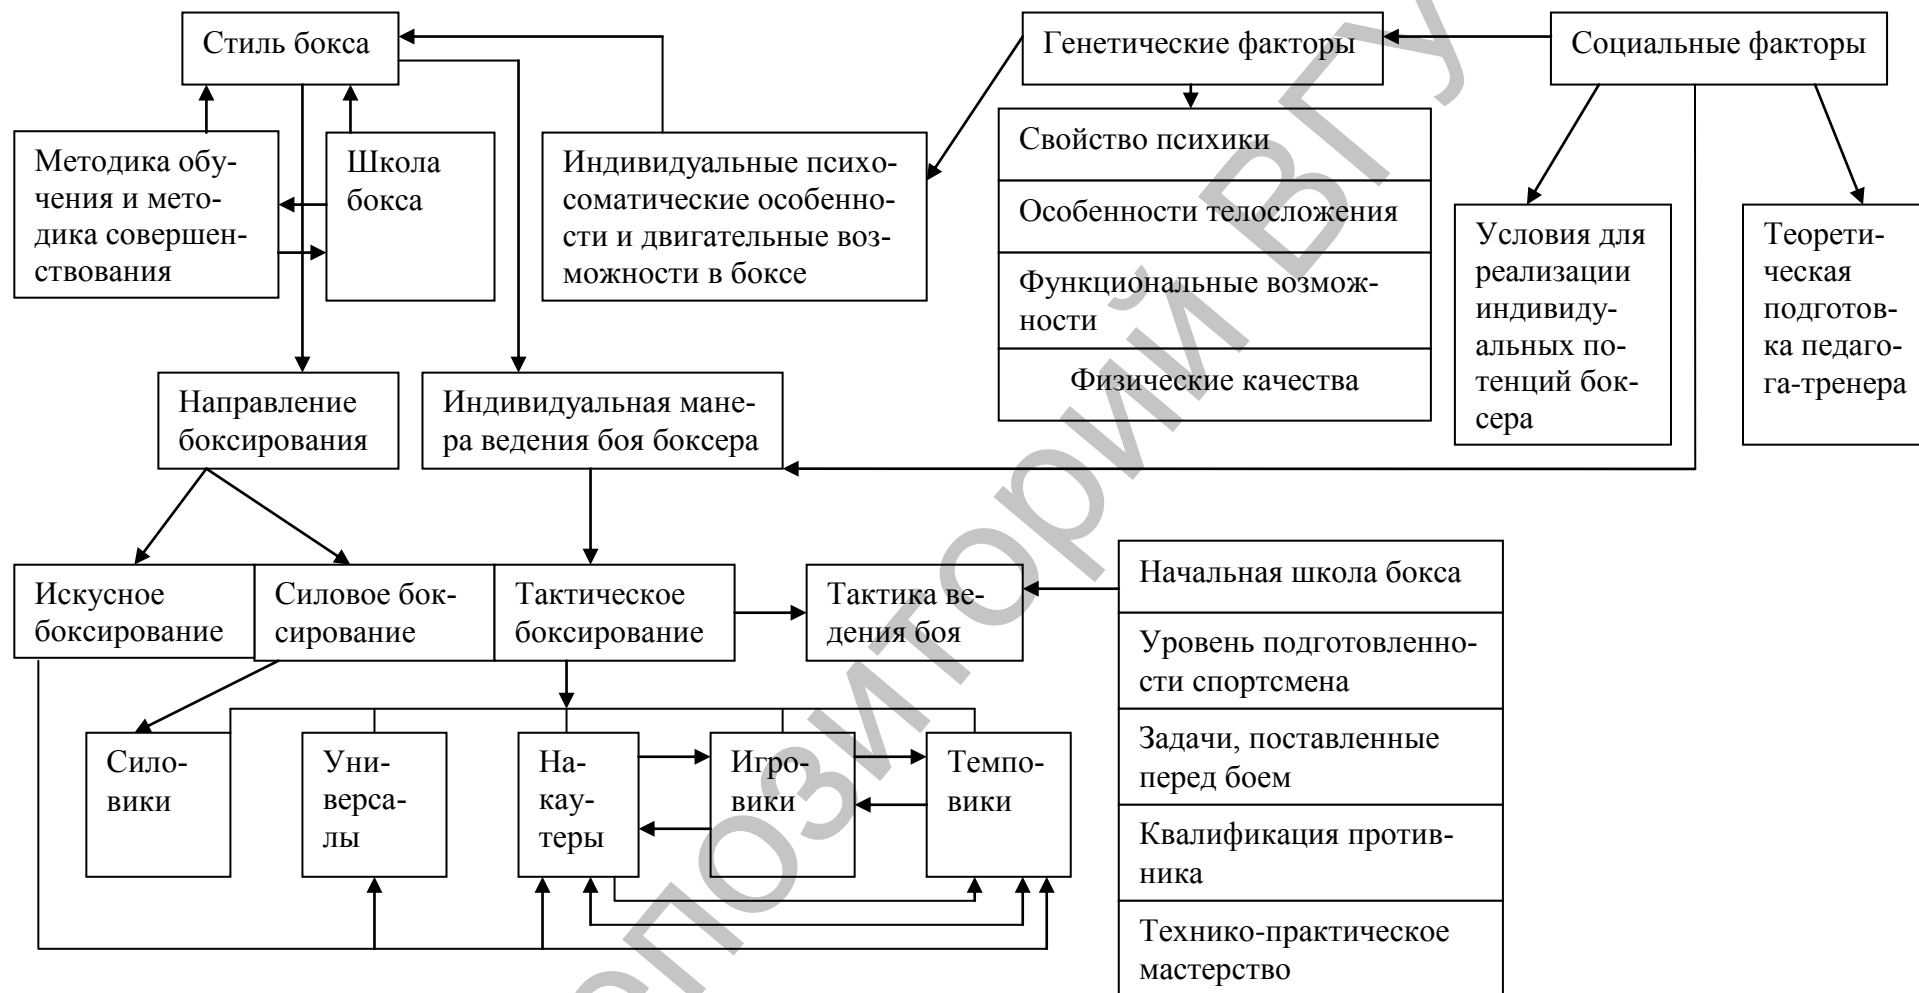 Стиль бокса
Генетические факторы
Социальные факторы
Методика обу-
чения и мето-
дика совершен-
ствования
Школа
бокса
Индивидуальные психо-
соматические особенно-
сти и двигательные воз-
можности в боксе
Свойство психики
Особенности телосложения
Функциональные возмож-
ности
Физические качества
Условия для
реализации
индивиду-
альных по-
тенций бок-
сера
Теорети-
ческая
подготов-
ка педаго-
га-тренера
Направление
боксирования
Индивидуальная мане-
ра ведения боя боксера
Искусное
боксирование
Силовое бок-
сирование
Тактическое
боксирование
Тактика ве-
дения боя
Начальная школа бокса
Уровень подготовленно-
сти спортсмена
Задачи, поставленные
перед боем
Квалификация против-
ника
Технико-практическое
мастерство
Сило-
вики
Уни-
верса-
лы
На-
кау-
теры
Игро-
вики
Темпо-
вики
епозиторий ВГУ